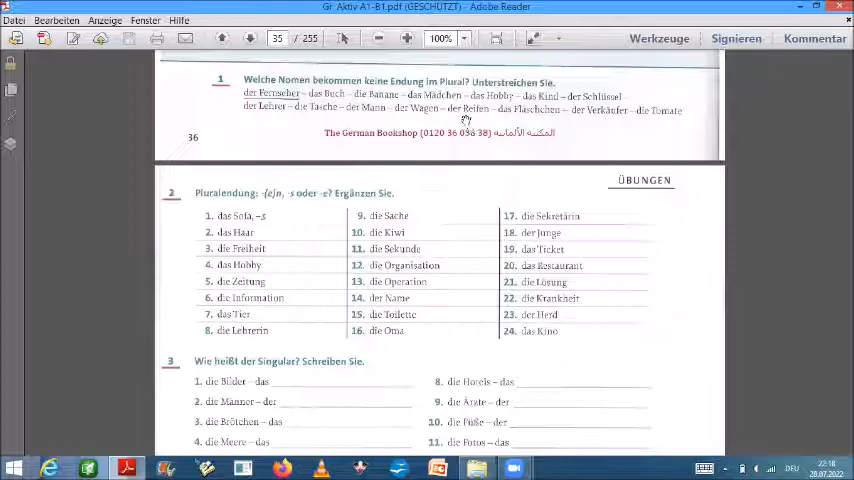 Gr_Aktiv A1-B1.pdf (GESCHÜTZT) - Adobe Reader
Datei Bearbeiten Anzeige Fenster Hilfe
35 / 255 100% Werkzeuge Signieren Kommentar
1 Welche Nomen bekommen keine Endung im Plural? Unterstreichen Sie.
der Fernseher – das Buch – die Banane – das Mädchen – das Hobby – das Kind – der Schlüssel –
der Lehrer – die Tasche – der Mann – der Wagen – der Reifen – das Fläschchen – der Verkäufer – die Tomate
36
The German Bookshop (0120 36 036 38) المكتبة الألمانية
ÜBUNGEN
2 Pluralendung: -(e)n, -s oder -e? Ergänzen Sie.
1. das Sofa, –s
2. das Haar
3. die Freiheit
4. das Hobby
5. die Zeitung
6. die Information
7. das Tier
8. die Lehrerin
9. die Sache
10. die Kiwi
11. die Sekunde
12. die Organisation
13. die Operation
14. der Name
15. die Toilette
16. die Oma
17. die Sekretärin
18. der Junge
19. das Ticket
20. das Restaurant
21. die Lösung
22. die Krankheit
23. der Herd
24. das Kino
3 Wie heißt der Singular? Schreiben Sie.
1. die Bilder – das
2. die Männer – der
3. die Brötchen – das
4. die Meere – das
8. die Hotels – das
9. die Ärzte – der
10. die Füße – der
11. die Fotos – das
DEU
22:18
28.07.2022